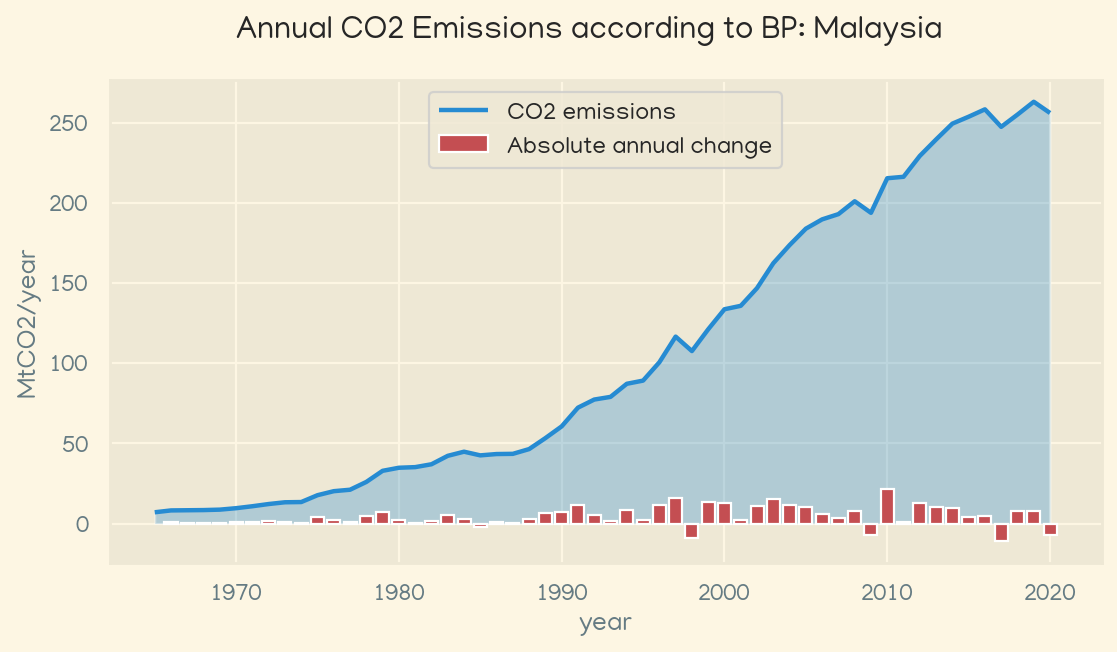 Annual CO2 Emissions according to BP: Malaysia
CO2 emissions
Absolute annual change
MtCO2/year
250
200
150
100
50
0
1970 1980 1990 2000 2010 2020
year